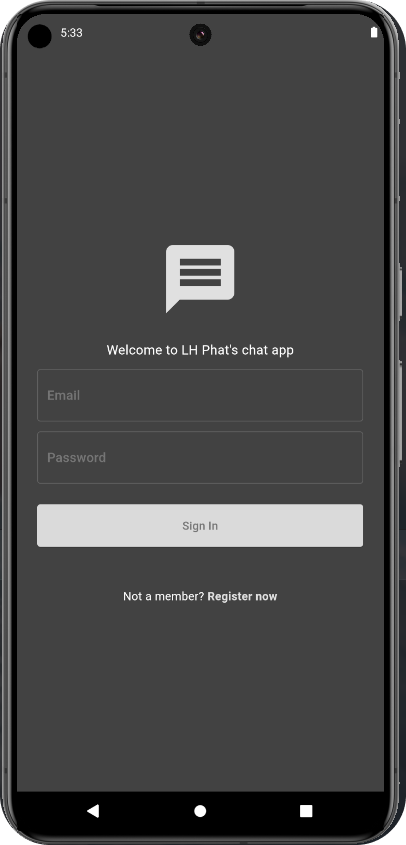 5:33
Welcome to LH Phat's chat app
Email
Password
Sign In
Not a member? Register now